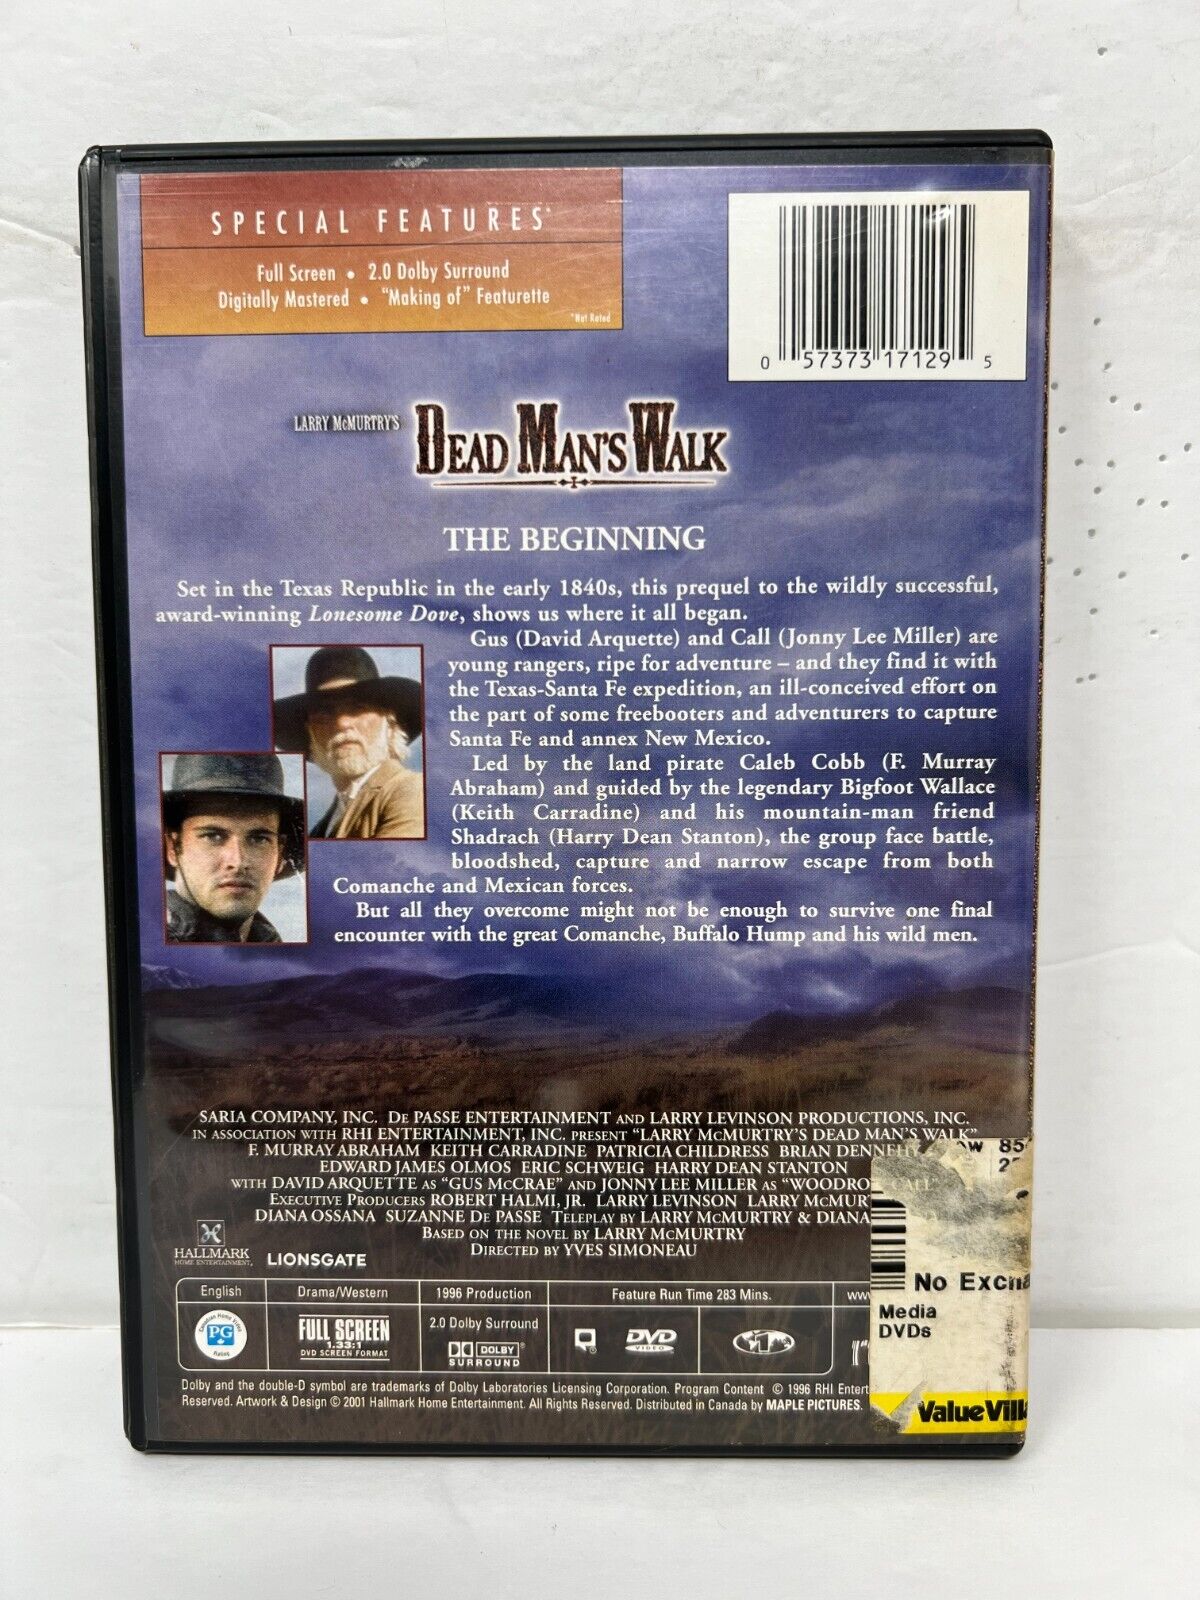 SPECIAL FEATURES*
Full Screen • 2.0 Dolby Surround
Digitally Mastered • "Making of" Featurette
*Not Rated
0 57373 17129 5
LARRY McMURTRY'S
DEAD MAN'S WALK
THE BEGINNING
Set in the Texas Republic in the early 1840s, this prequel to the wildly successful,
award-winning Lonesome Dove, shows us where it all began.
Gus (David Arquette) and Call (Jonny Lee Miller) are
young rangers, ripe for adventure – and they find it with
the Texas-Santa Fe expedition, an ill-conceived effort on
the part of some freebooters and adventurers to capture
Santa Fe and annex New Mexico.
Led by the land pirate Caleb Cobb (F. Murray
Abraham) and guided by the legendary Bigfoot Wallace
(Keith Carradine) and his mountain-man friend
Shadrach (Harry Dean Stanton), the group face battle,
bloodshed, capture and narrow escape from both
Comanche and Mexican forces.
But all they overcome might not be enough to survive one final
encounter with the great Comanche, Buffalo Hump and his wild men.
SARIA COMPANY, INC. DE PASSE ENTERTAINMENT AND LARRY LEVINSON PRODUCTIONS, INC.
IN ASSOCIATION WITH RHI ENTERTAINMENT, INC. PRESENT "LARRY McMURTRY'S DEAD MAN'S WALK"
F. MURRAY ABRAHAM KEITH CARRADINE PATRICIA CHILDRESS BRIAN DENNEHY
EDWARD JAMES OLMOS ERIC SCHWEIG HARRY DEAN STANTON
WITH DAVID ARQUETTE AS "GUS McCRAE" AND JONNY LEE MILLER AS "WOODROW CALL"
EXECUTIVE PRODUCERS ROBERT HALMI, JR. LARRY LEVINSON LARRY McMUR
DIANA OSSANA SUZANNE DE PASSE TELEPLAY BY LARRY McMURTRY & DIANA
BASED ON THE NOVEL BY LARRY McMURTRY
DIRECTED BY YVES SIMONEAU
HALLMARK
HOME ENTERTAINMENT.
LIONSGATE
English Drama/Western 1996 Production Feature Run Time 283 Mins. www.
Canadian Home Video
PG
Rated
FULL SCREEN
1.33:1
DVD SCREEN FORMAT
2.0 Dolby Surround
DOLBY
SURROUND
DVD
VIDEO
1
Dolby and the double-D symbol are trademarks of Dolby Laboratories Licensing Corporation. Program Content © 1996 RHI Entert
Reserved. Artwork & Design © 2001 Hallmark Home Entertainment. All Rights Reserved. Distributed in Canada by MAPLE PICTURES.
No Excha
Media
DVDs
ValueVill